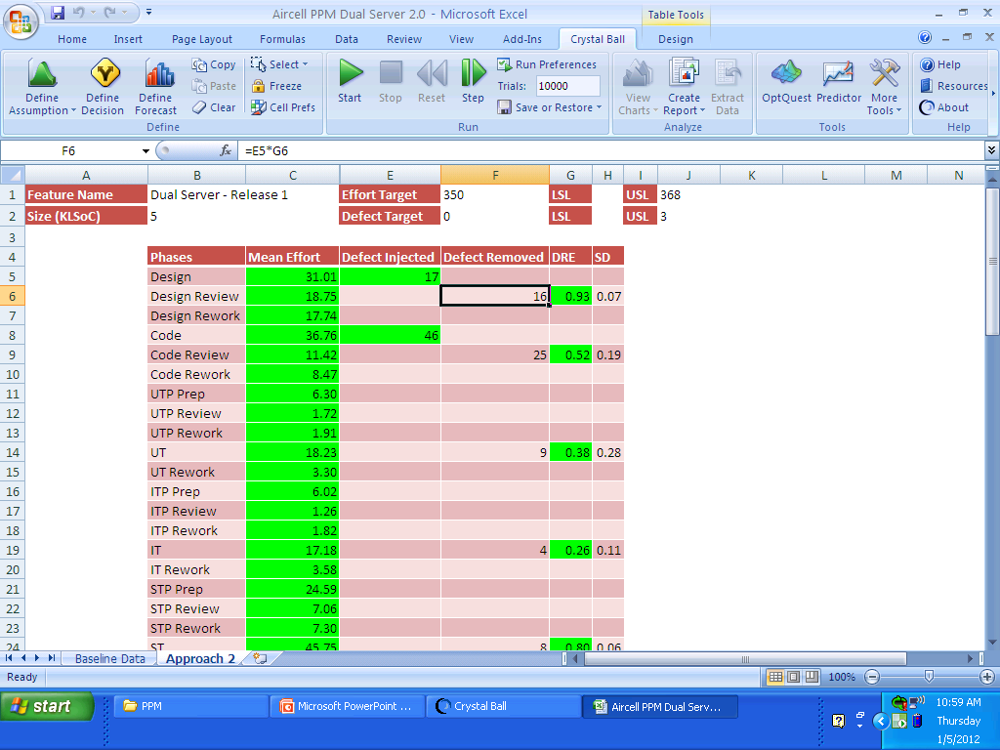 Aircell PPM Dual Server 2.0 - Microsoft Excel
Table Tools
Home Insert Page Layout Formulas Data Review View Add-Ins Crystal Ball Design
Define Assumption Define Decision Define Forecast Copy Paste Clear Select Freeze Cell Prefs
Start Stop Reset Step Run Preferences Trials: 10000 Save or Restore
View Charts Create Report Extract Data OptQuest Predictor More Tools Help Resources About
Define Run Analyze Tools Help
F6 fx =E5*G6
A B C E F G H I J K L M N
1 Feature Name Dual Server - Release 1 Effort Target 350 LSL USL 368
2 Size (KLSoC) 5 Defect Target 0 LSL USL 3
3
4 Phases Mean Effort Defect Injected Defect Removed DRE SD
5 Design 31.01 17
6 Design Review 18.75 16 0.93 0.07
7 Design Rework 17.74
8 Code 36.76 46
9 Code Review 11.42 25 0.52 0.19
10 Code Rework 8.47
11 UTP Prep 6.30
12 UTP Review 1.72
13 UTP Rework 1.91
14 UT 18.23 9 0.38 0.28
15 UT Rework 3.30
16 ITP Prep 6.02
17 ITP Review 1.26
18 ITP Rework 1.82
19 IT 17.18 4 0.26 0.11
20 IT Rework 3.58
21 STP Prep 24.59
22 STP Review 7.06
23 STP Rework 7.30
24 ST 45.75 8 0.80 0.06
Baseline Data Approach 2
Ready 100%
start PPM Microsoft PowerPoint ... Crystal Ball Aircell PPM Dual Serv...
10:59 AM
Thursday
1/5/2012